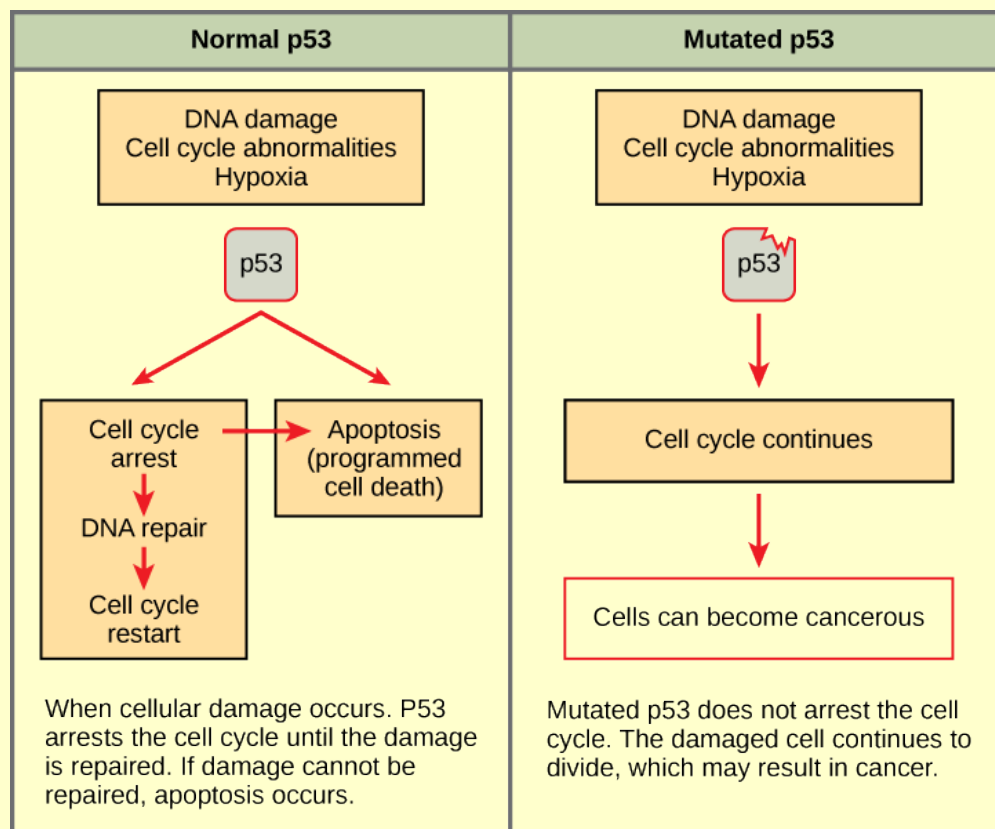 Normal p53
DNA damage
Cell cycle abnormalities
Hypoxia
p53
Cell cycle
arrest
DNA repair
Cell cycle
restart
Apoptosis
(programmed
cell death)
When cellular damage occurs. P53
arrests the cell cycle until the damage
is repaired. If damage cannot be
repaired, apoptosis occurs.
Mutated p53
DNA damage
Cell cycle abnormalities
Hypoxia
p53
Cell cycle continues
Cells can become cancerous
Mutated p53 does not arrest the cell
cycle. The damaged cell continues to
divide, which may result in cancer.